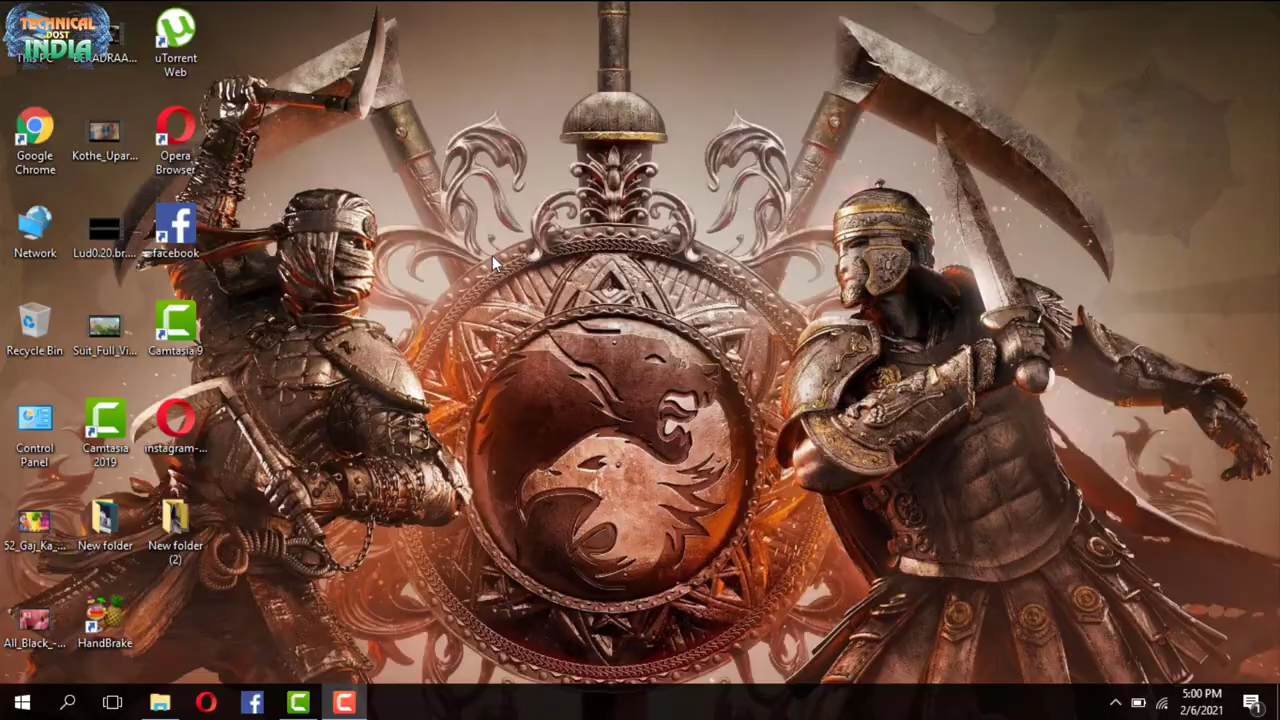 TECHNICAL
DOST
INDIA
This PC
uTorrent
Web
Google
Chrome
Kothe_Upar...
Opera
Browser
Network
Lud0.20.br....
facebook
Recycle Bin
Suit_Full_Vi...
Camtasia 9
Control
Panel
Camtasia
2019
instagram-...
52_Gaj_Ka_...
New folder
New folder
(2)
All_Black_-...
HandBrake
5:00 PM
2/6/2021
1